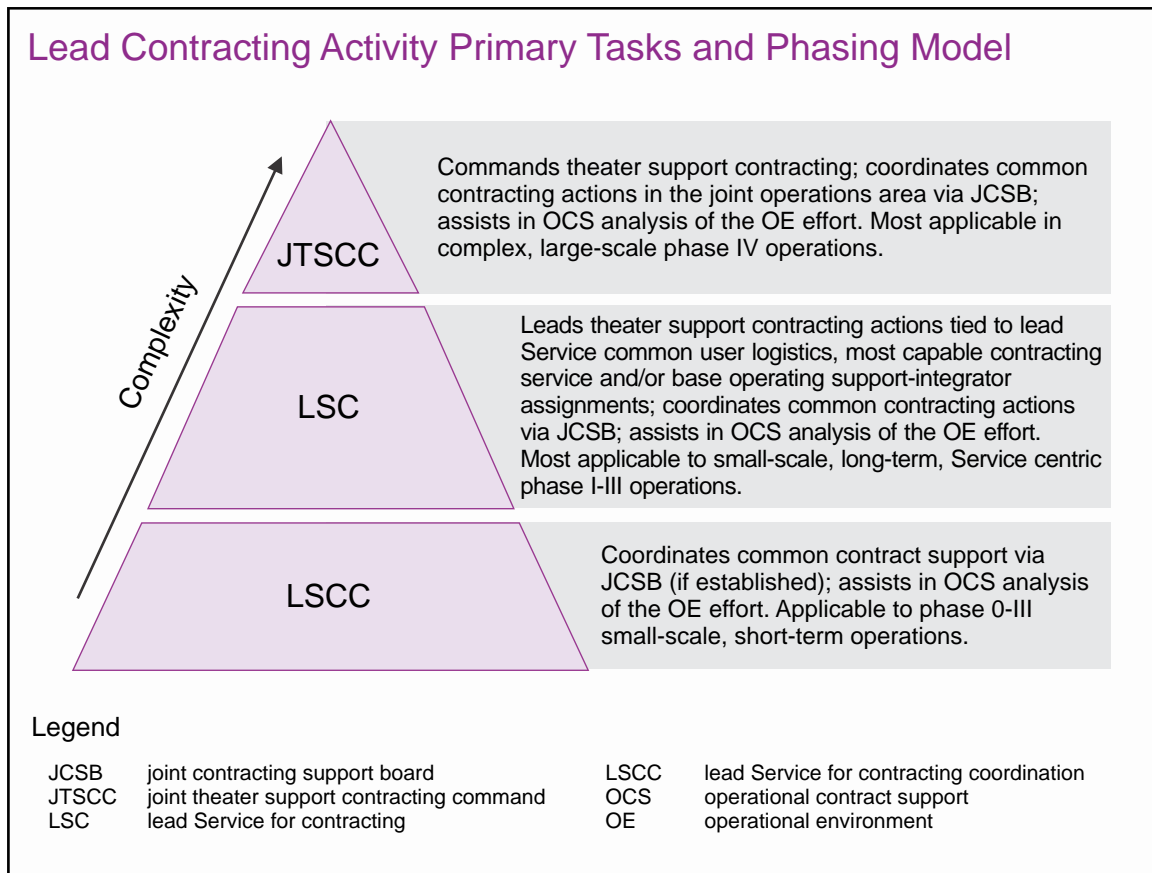 Lead Contracting Activity Primary Tasks and Phasing Model
Complexity
JTSCC
Commands theater support contracting; coordinates common
contracting actions in the joint operations area via JCSB;
assists in OCS analysis of the OE effort. Most applicable in
complex, large-scale phase IV operations.
LSC
Leads theater support contracting actions tied to lead
Service common user logistics, most capable contracting
service and/or base operating support-integrator
assignments; coordinates common contracting actions
via JCSB; assists in OCS analysis of the OE effort.
Most applicable to small-scale, long-term, Service centric
phase I-III operations.
LSCC
Coordinates common contract support via
JCSB (if established); assists in OCS analysis
of the OE effort. Applicable to phase 0-III
small-scale, short-term operations.
Legend
JCSB joint contracting support board
JTSCC joint theater support contracting command
LSC lead Service for contracting
LSCC lead Service for contracting coordination
OCS operational contract support
OE operational environment